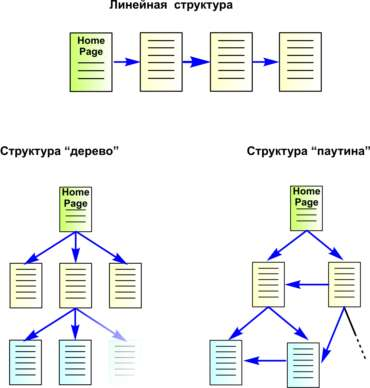 Линейная структура
Home
Page
Структура “дерево”
Структура “паутина”
Home
Page
Home
Page